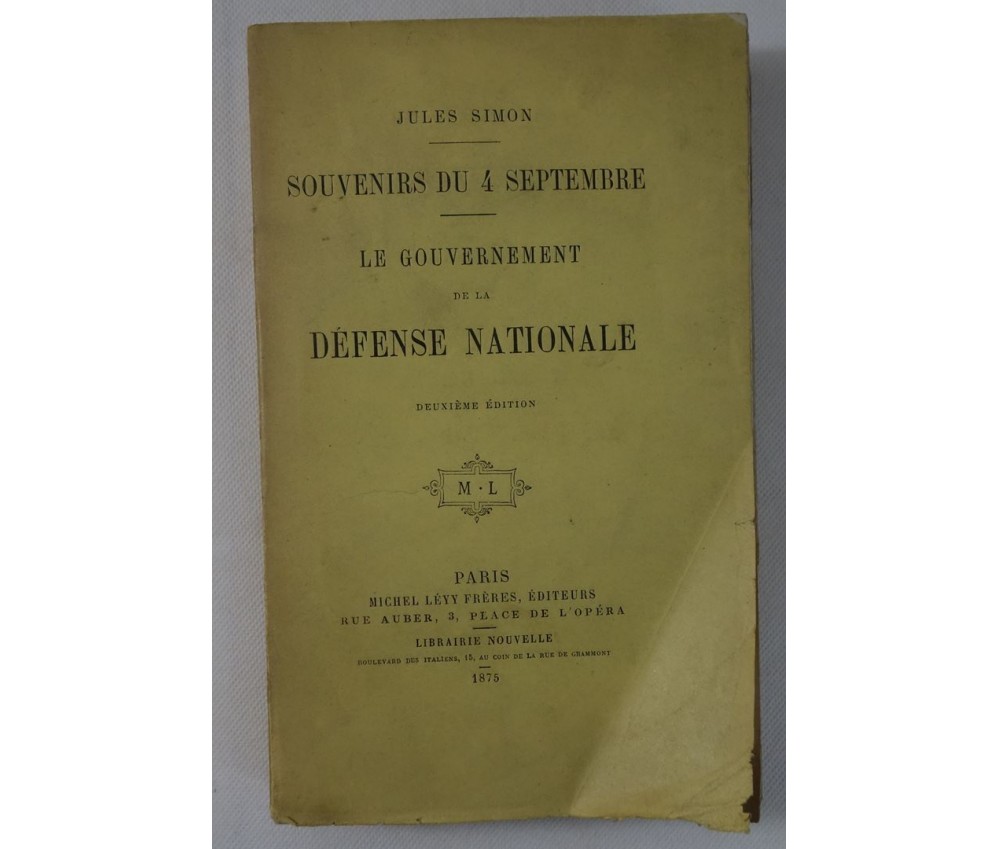 JULES SIMON
SOUVENIRS DU 4 SEPTEMBRE
LE GOUVERNEMENT
DE LA
DÉFENSE NATIONALE
DEUXIÈME ÉDITION
M · L
PARIS
MICHEL LÉVY FRÈRES, ÉDITEURS
RUE AUBER, 3, PLACE DE L'OPÉRA
LIBRAIRIE NOUVELLE
BOULEVARD DES ITALIENS, 15, AU COIN DE LA RUE DE GRAMMONT
1875